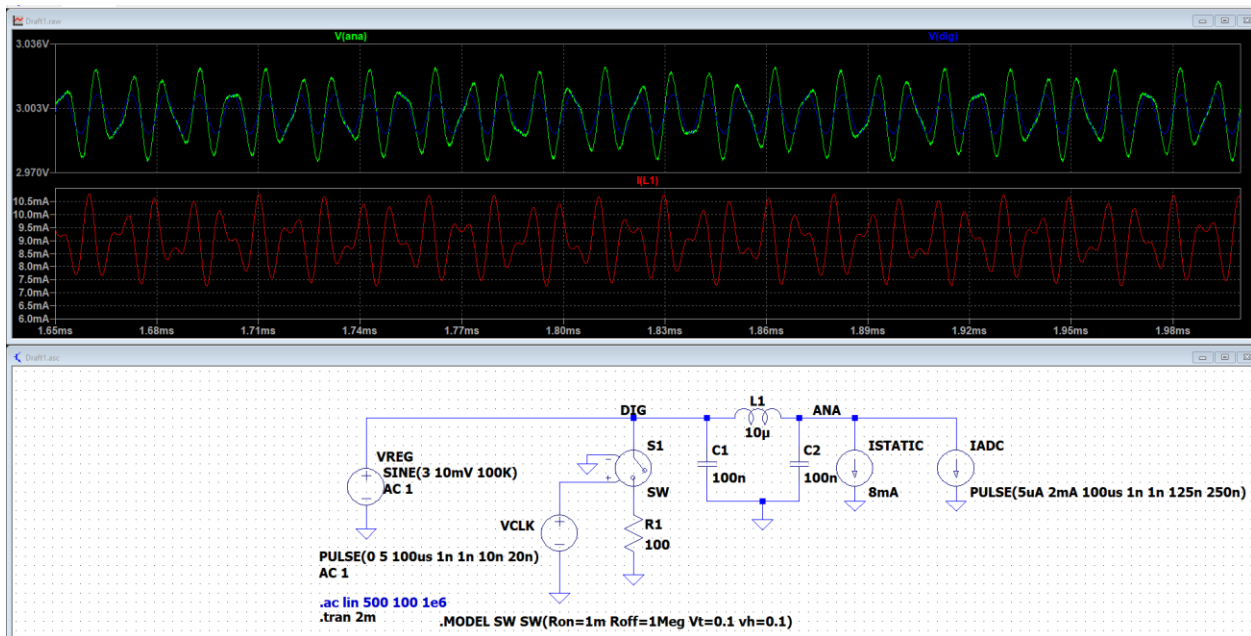 Draft1.raw
V(ana) V(dig)
3.036V
3.003V
2.970V
I(L1)
10.5mA
10.0mA
9.5mA
9.0mA
8.5mA
8.0mA
7.5mA
7.0mA
6.5mA
6.0mA
1.65ms 1.68ms 1.71ms 1.74ms 1.77ms 1.80ms 1.83ms 1.86ms 1.89ms 1.92ms 1.95ms 1.98ms
Draft1.asc
DIG L1 ANA
10µ
VREG S1 C1 C2 ISTATIC IADC
SINE(3 10mV 100K)
AC 1
SW 100n 100n 8mA PULSE(5uA 2mA 100us 1n 1n 125n 250n)
VCLK R1
100
PULSE(0 5 100us 1n 1n 10n 20n)
AC 1
.ac lin 500 100 1e6
.tran 2m .MODEL SW SW(Ron=1m Roff=1Meg Vt=0.1 vh=0.1)